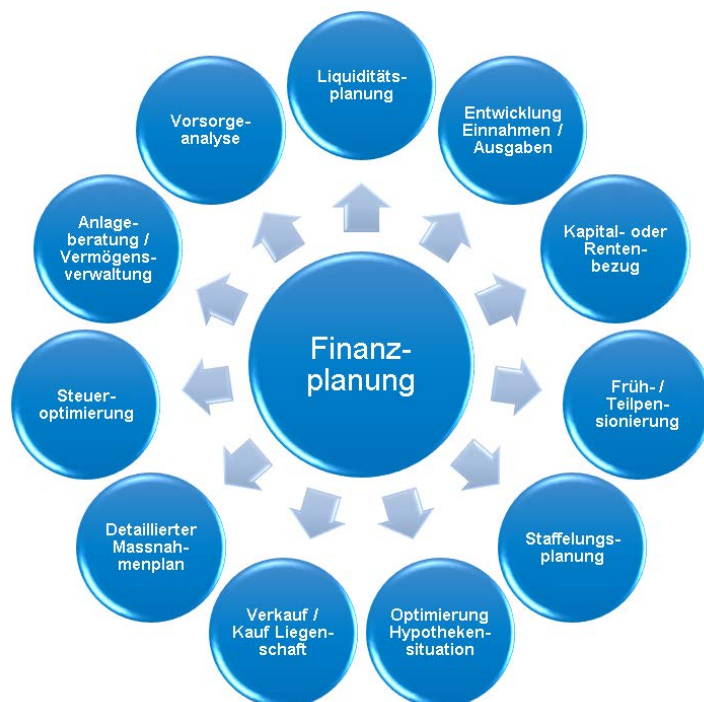 Liquiditäts-
planung
Entwicklung
Einnahmen /
Ausgaben
Kapital- oder
Renten-
bezug
Früh- /
Teilpen-
sionierung
Staffelungs-
planung
Optimierung
Hypotheken-
situation
Verkauf /
Kauf Liegen-
schaft
Detaillierter
Massnah-
menplan
Steuer-
optimierung
Anlage-
beratung /
Vermögens-
verwaltung
Vorsorge-
analyse
Finanz-
planung